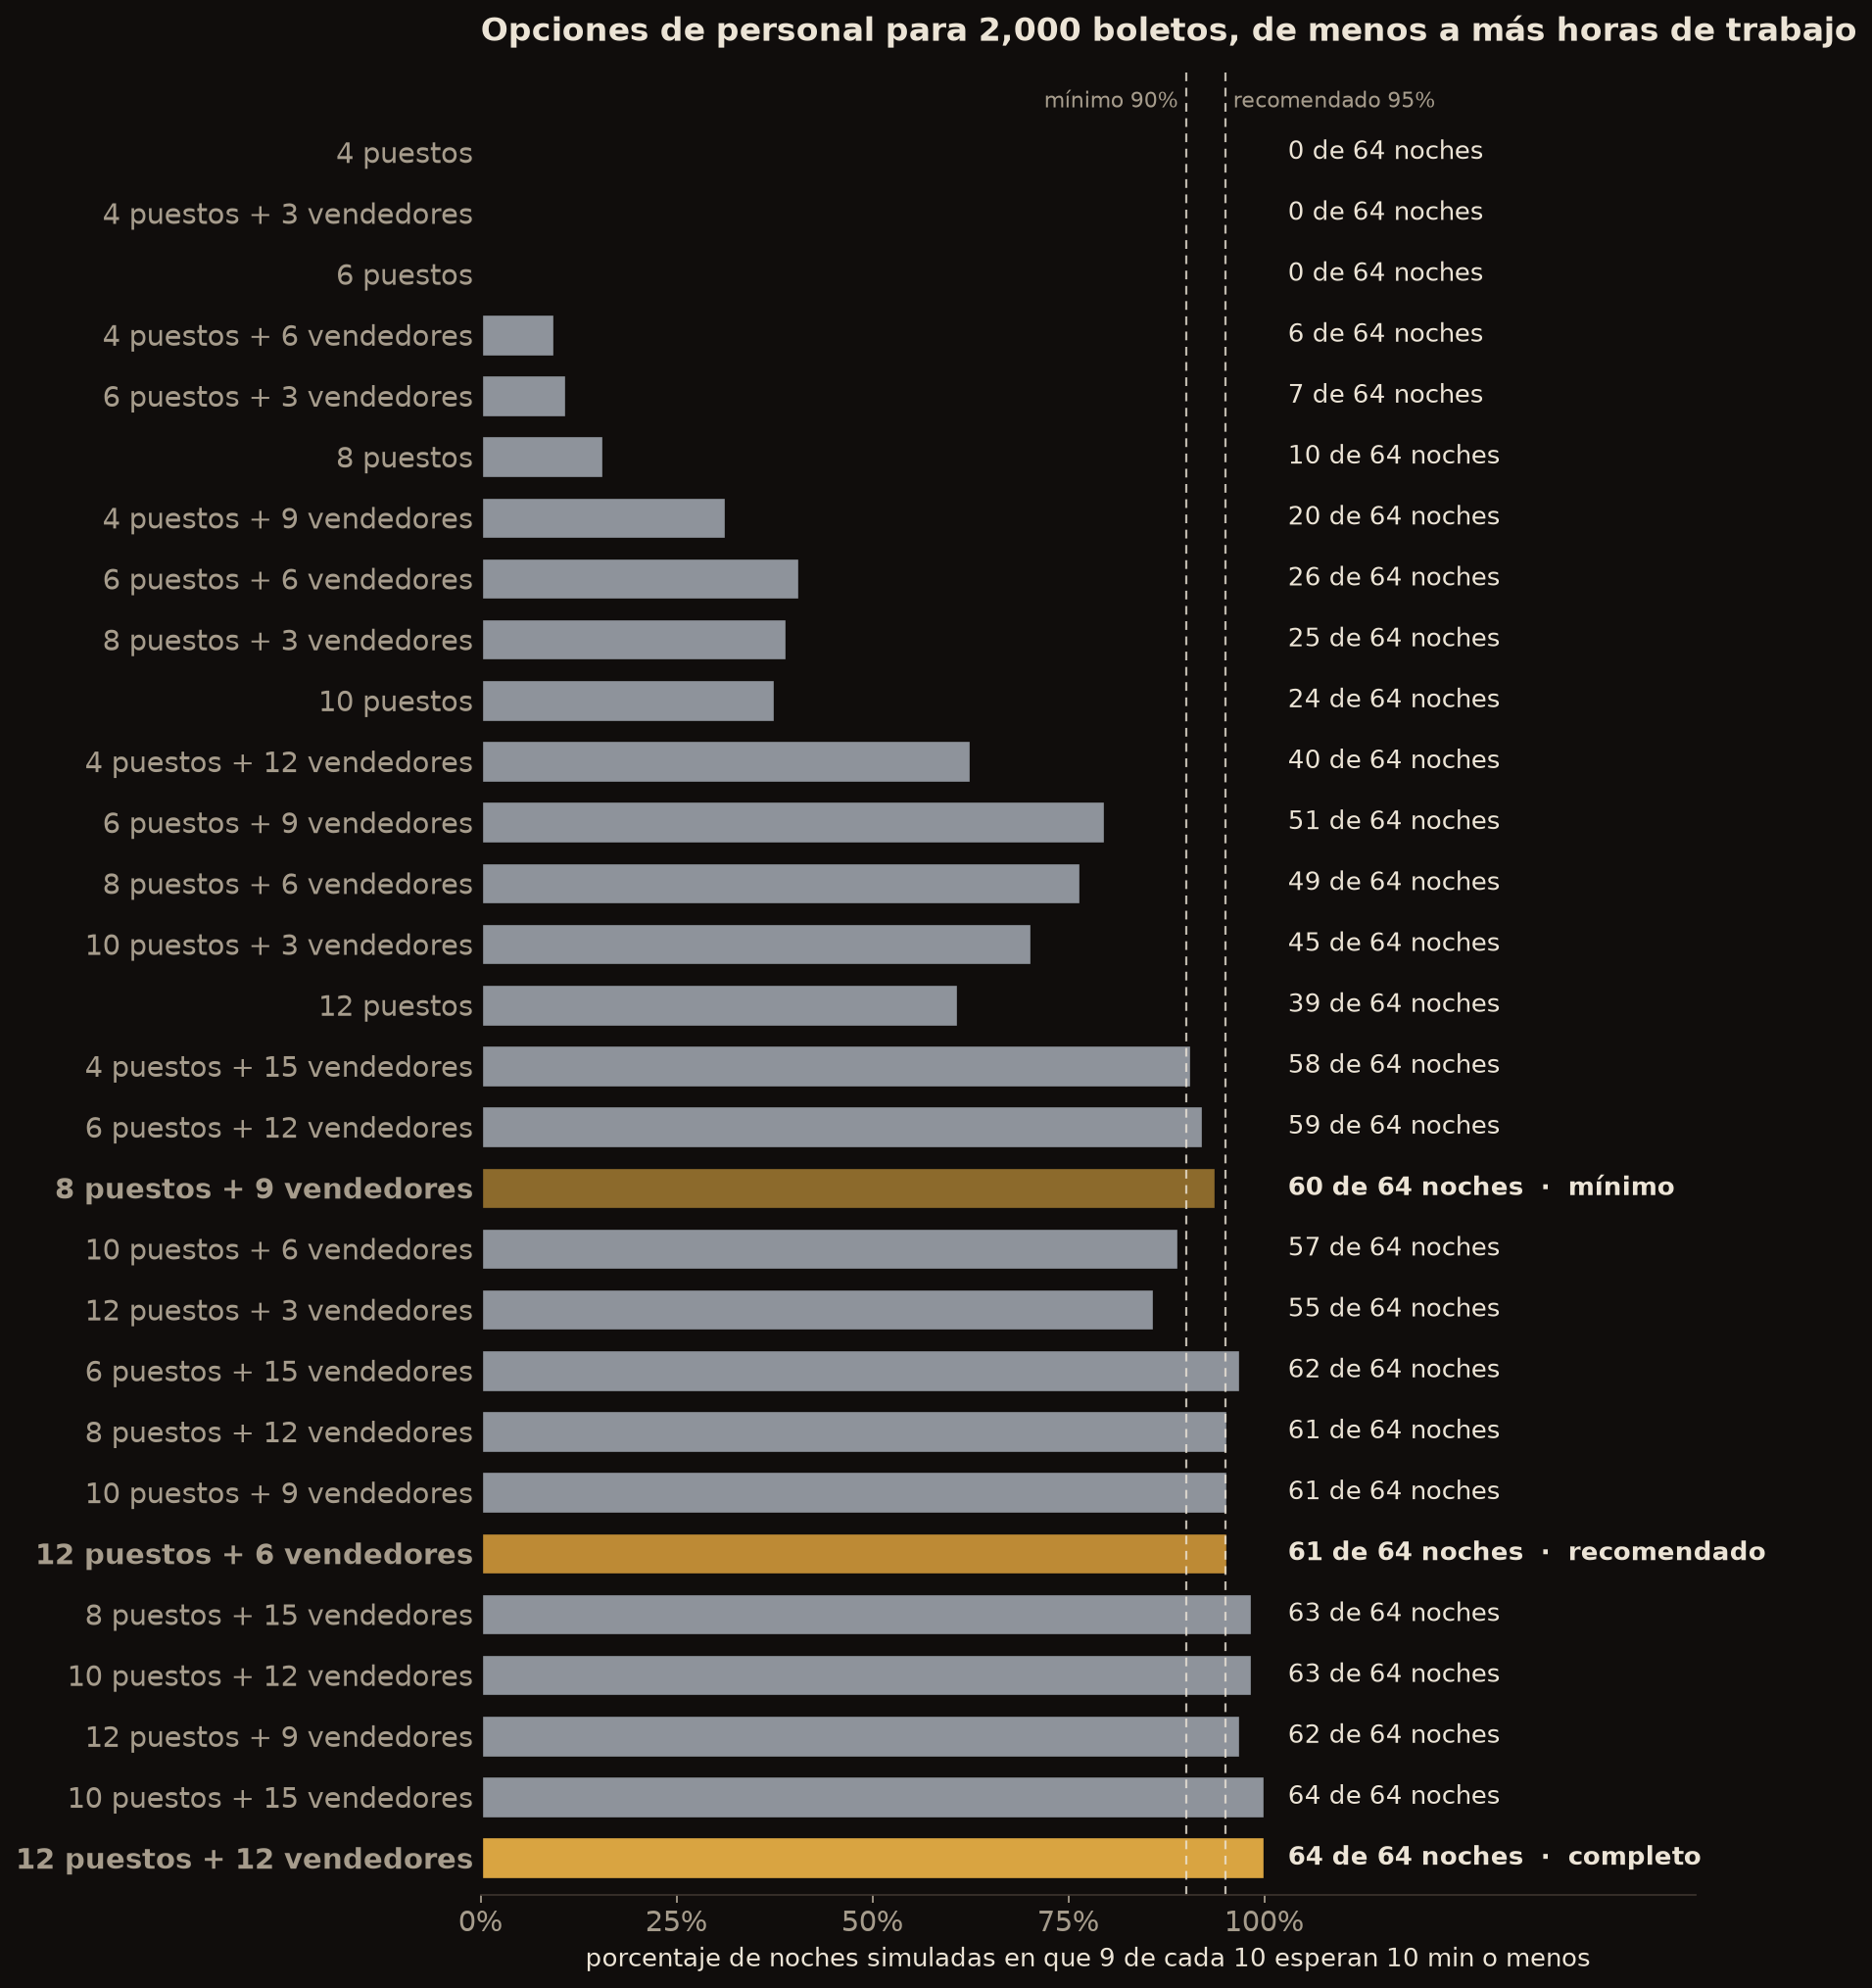 Opciones de personal para 2,000 boletos, de menos a más horas de trabajo
mínimo 90% recomendado 95%
4 puestos 0 de 64 noches
4 puestos + 3 vendedores 0 de 64 noches
6 puestos 0 de 64 noches
4 puestos + 6 vendedores 6 de 64 noches
6 puestos + 3 vendedores 7 de 64 noches
8 puestos 10 de 64 noches
4 puestos + 9 vendedores 20 de 64 noches
6 puestos + 6 vendedores 26 de 64 noches
8 puestos + 3 vendedores 25 de 64 noches
10 puestos 24 de 64 noches
4 puestos + 12 vendedores 40 de 64 noches
6 puestos + 9 vendedores 51 de 64 noches
8 puestos + 6 vendedores 49 de 64 noches
10 puestos + 3 vendedores 45 de 64 noches
12 puestos 39 de 64 noches
4 puestos + 15 vendedores 58 de 64 noches
6 puestos + 12 vendedores 59 de 64 noches
8 puestos + 9 vendedores 60 de 64 noches · mínimo
10 puestos + 6 vendedores 57 de 64 noches
12 puestos + 3 vendedores 55 de 64 noches
6 puestos + 15 vendedores 62 de 64 noches
8 puestos + 12 vendedores 61 de 64 noches
10 puestos + 9 vendedores 61 de 64 noches
12 puestos + 6 vendedores 61 de 64 noches · recomendado
8 puestos + 15 vendedores 63 de 64 noches
10 puestos + 12 vendedores 63 de 64 noches
12 puestos + 9 vendedores 62 de 64 noches
10 puestos + 15 vendedores 64 de 64 noches
12 puestos + 12 vendedores 64 de 64 noches · completo
0% 25% 50% 75% 100%
porcentaje de noches simuladas en que 9 de cada 10 esperan 10 min o menos